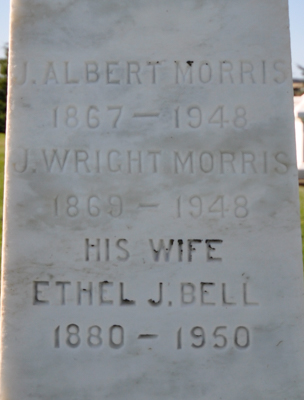 J. ALBERT MORRIS
1867 – 1948
J. WRIGHT MORRIS
1869 – 1948
HIS WIFE
ETHEL J. BELL
1880 – 1950